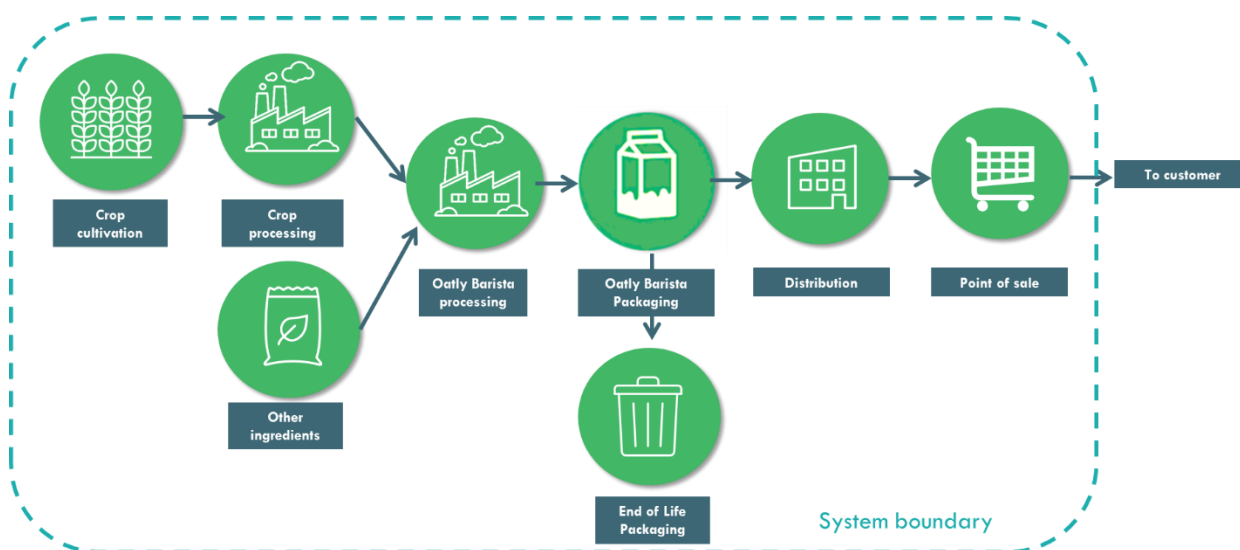 Crop
cultivation
Crop
processing
Other
ingredients
Oatly Barista
processing
Oatly Barista
Packaging
End of Life
Packaging
Distribution
Point of sale
To customer
System boundary